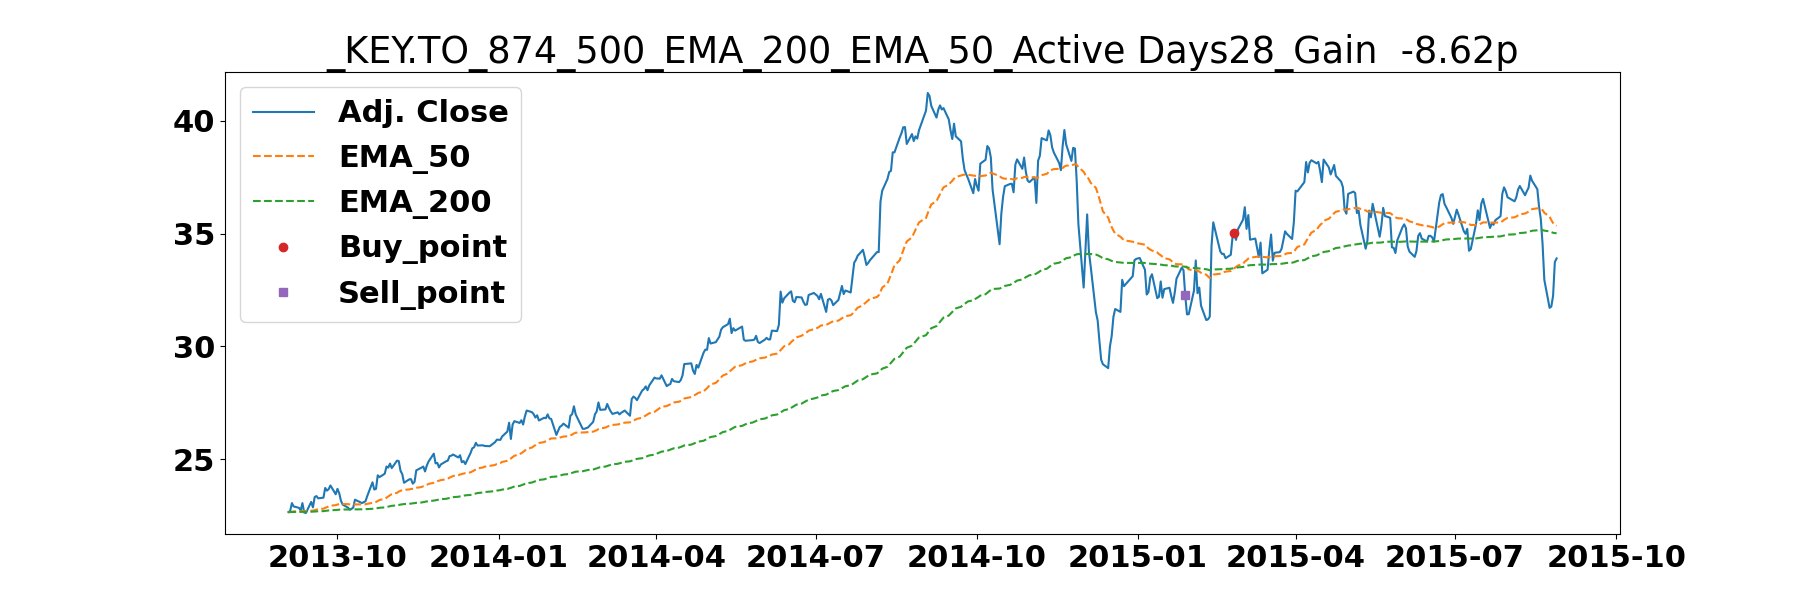 _KEY.TO_874_500_EMA_200_EMA_50_Active Days28_Gain  -8.62p
Adj. Close
EMA_50
EMA_200
Buy_point
Sell_point
40
35
30
25
2013-10 2014-01 2014-04 2014-07 2014-10 2015-01 2015-04 2015-07 2015-10